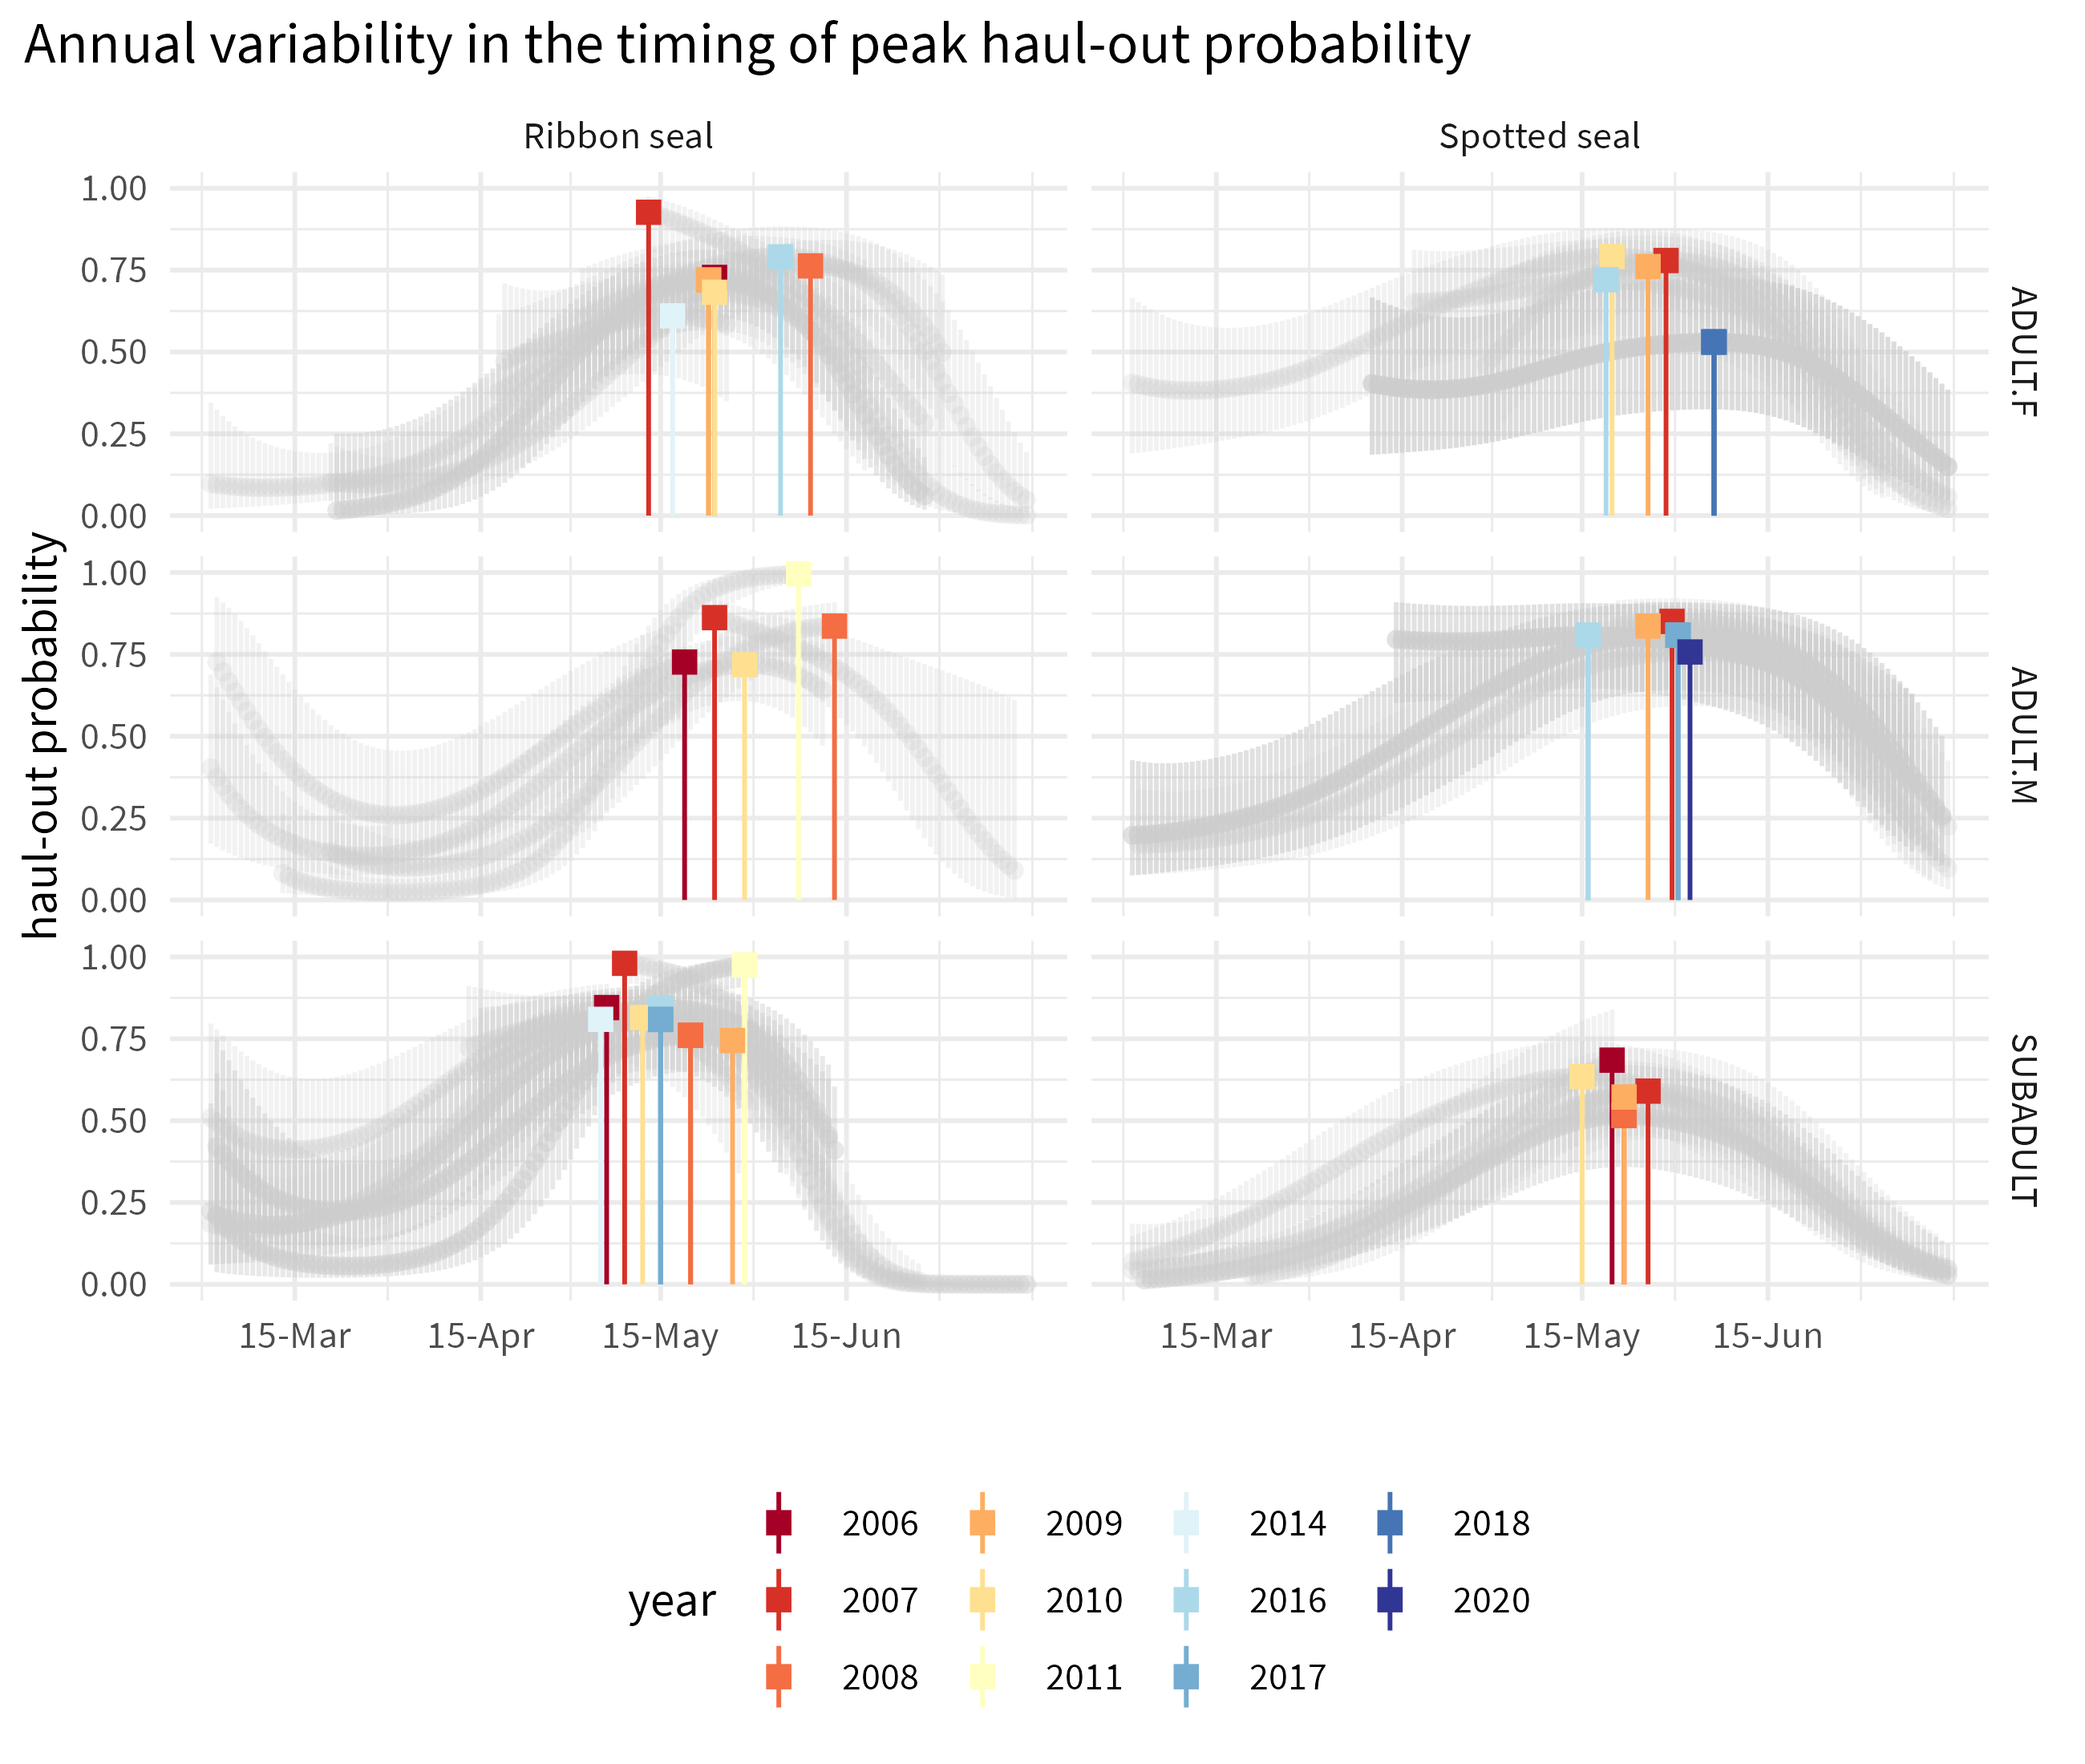 Annual variability in the timing of peak haul-out probability
Ribbon seal
Spotted seal
haul-out probability
1.00
0.75
0.50
0.25
0.00
ADULT.F
1.00
0.75
0.50
0.25
0.00
ADULT.M
1.00
0.75
0.50
0.25
0.00
SUBADULT
15-Mar 15-Apr 15-May 15-Jun
15-Mar 15-Apr 15-May 15-Jun
year
2006 2009 2014 2018
2007 2010 2016 2020
2008 2011 2017